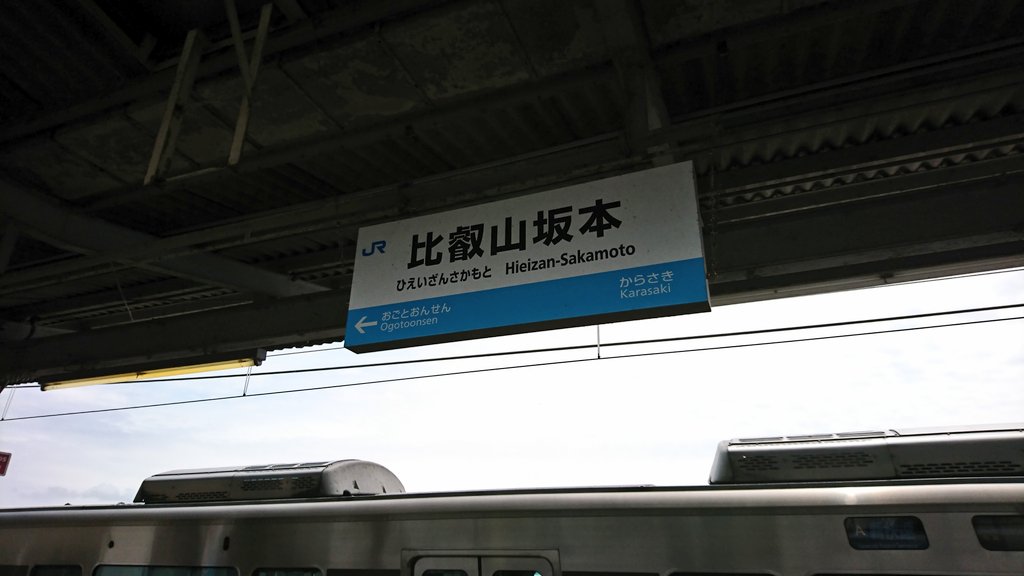 JR 比叡山坂本
ひえいざんさかもと Hieizan-Sakamoto
← おごとおんせん
Ogotoonsen
からさき
Karasaki